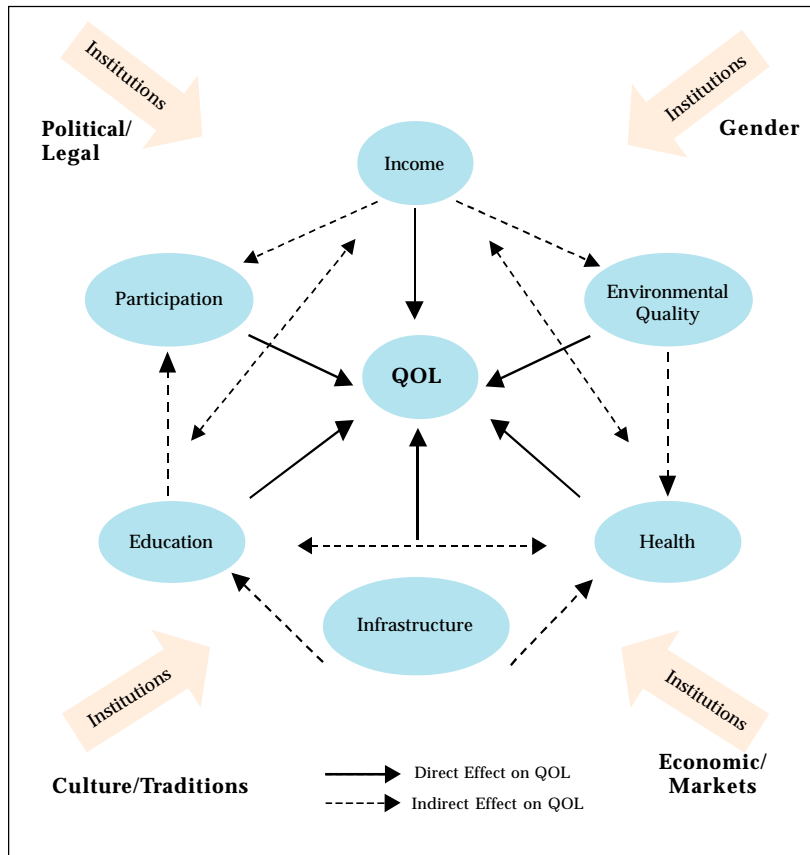 Institutions
Political/
Legal
Institutions
Gender
Income
Participation
Environmental
Quality
QOL
Education
Health
Infrastructure
Institutions
Culture/Traditions
Institutions
Economic/
Markets
Direct Effect on QOL
Indirect Effect on QOL